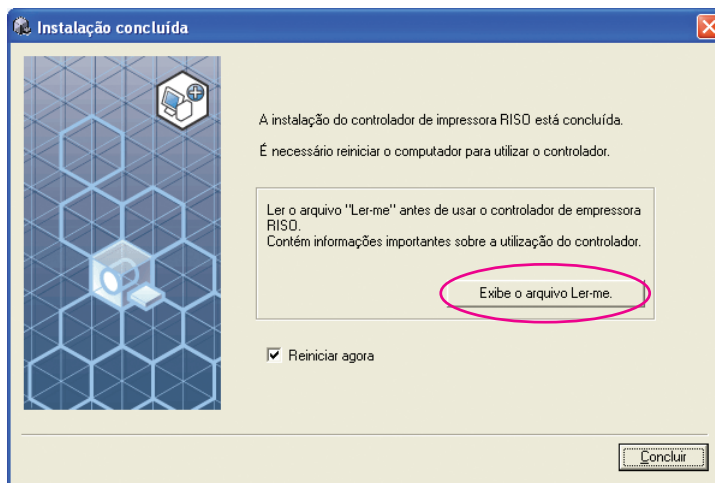 Instalação concluída
A instalação do controlador de impressora RISO está concluída.
É necessário reiniciar o computador para utilizar o controlador.
Ler o arquivo "Ler-me" antes de usar o controlador de empressora
RISO.
Contém informações importantes sobre a utilização do controlador.
Exibe o arquivo Ler-me.
Reiniciar agora
Concluir